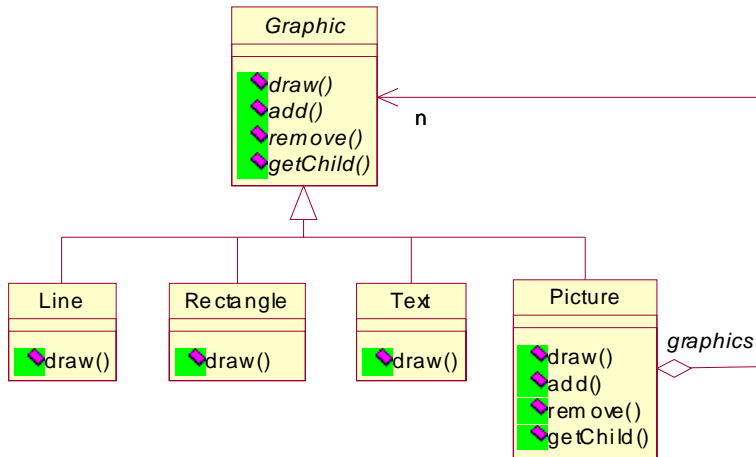 Graphic
draw()
add()
remove()
getChild()
n
Line
draw()
Rectangle
draw()
Text
draw()
Picture
draw()
add()
remove()
getChild()
graphics